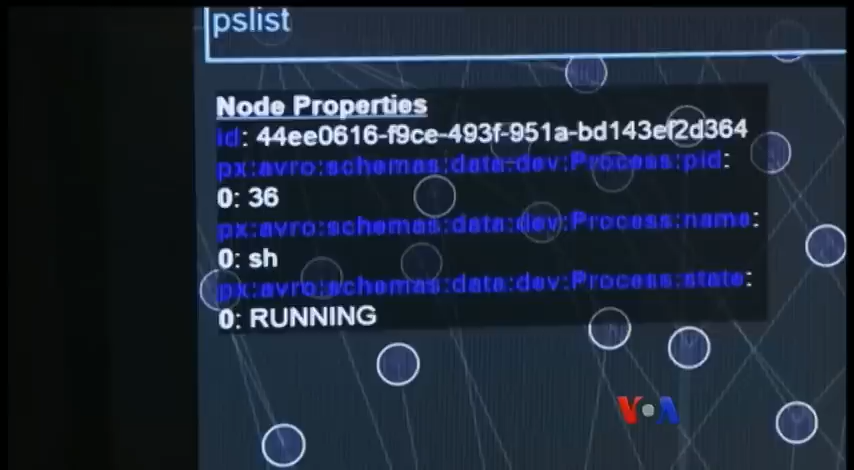 pslist
Node Properties
id: 44ee0616-f9ce-493f-951a-bd143ef2d364
px:avro:schemas:data:dev:Process:pid:
0: 36
px:avro:schemas:data:dev:Process:name:
0: sh
px:avro:schemas:data:dev:Process:state:
0: RUNNING
VOA